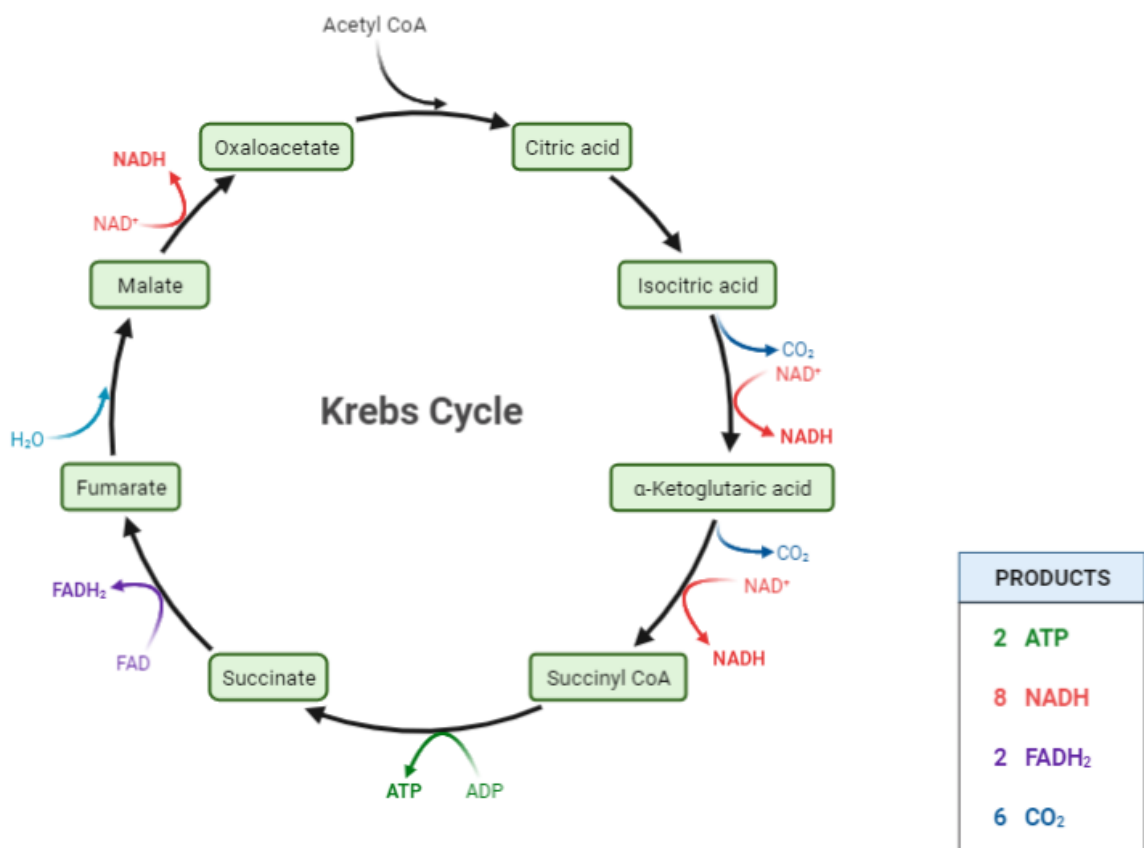 Acetyl CoA
Oxaloacetate
Citric acid
NADH
NAD⁺
Malate
Isocitric acid
CO₂
NAD⁺
NADH
Krebs Cycle
H₂O
Fumarate
α-Ketoglutaric acid
CO₂
NAD⁺
NADH
FADH₂
FAD
Succinate
Succinyl CoA
ATP
ADP
PRODUCTS
2 ATP
8 NADH
2 FADH₂
6 CO₂